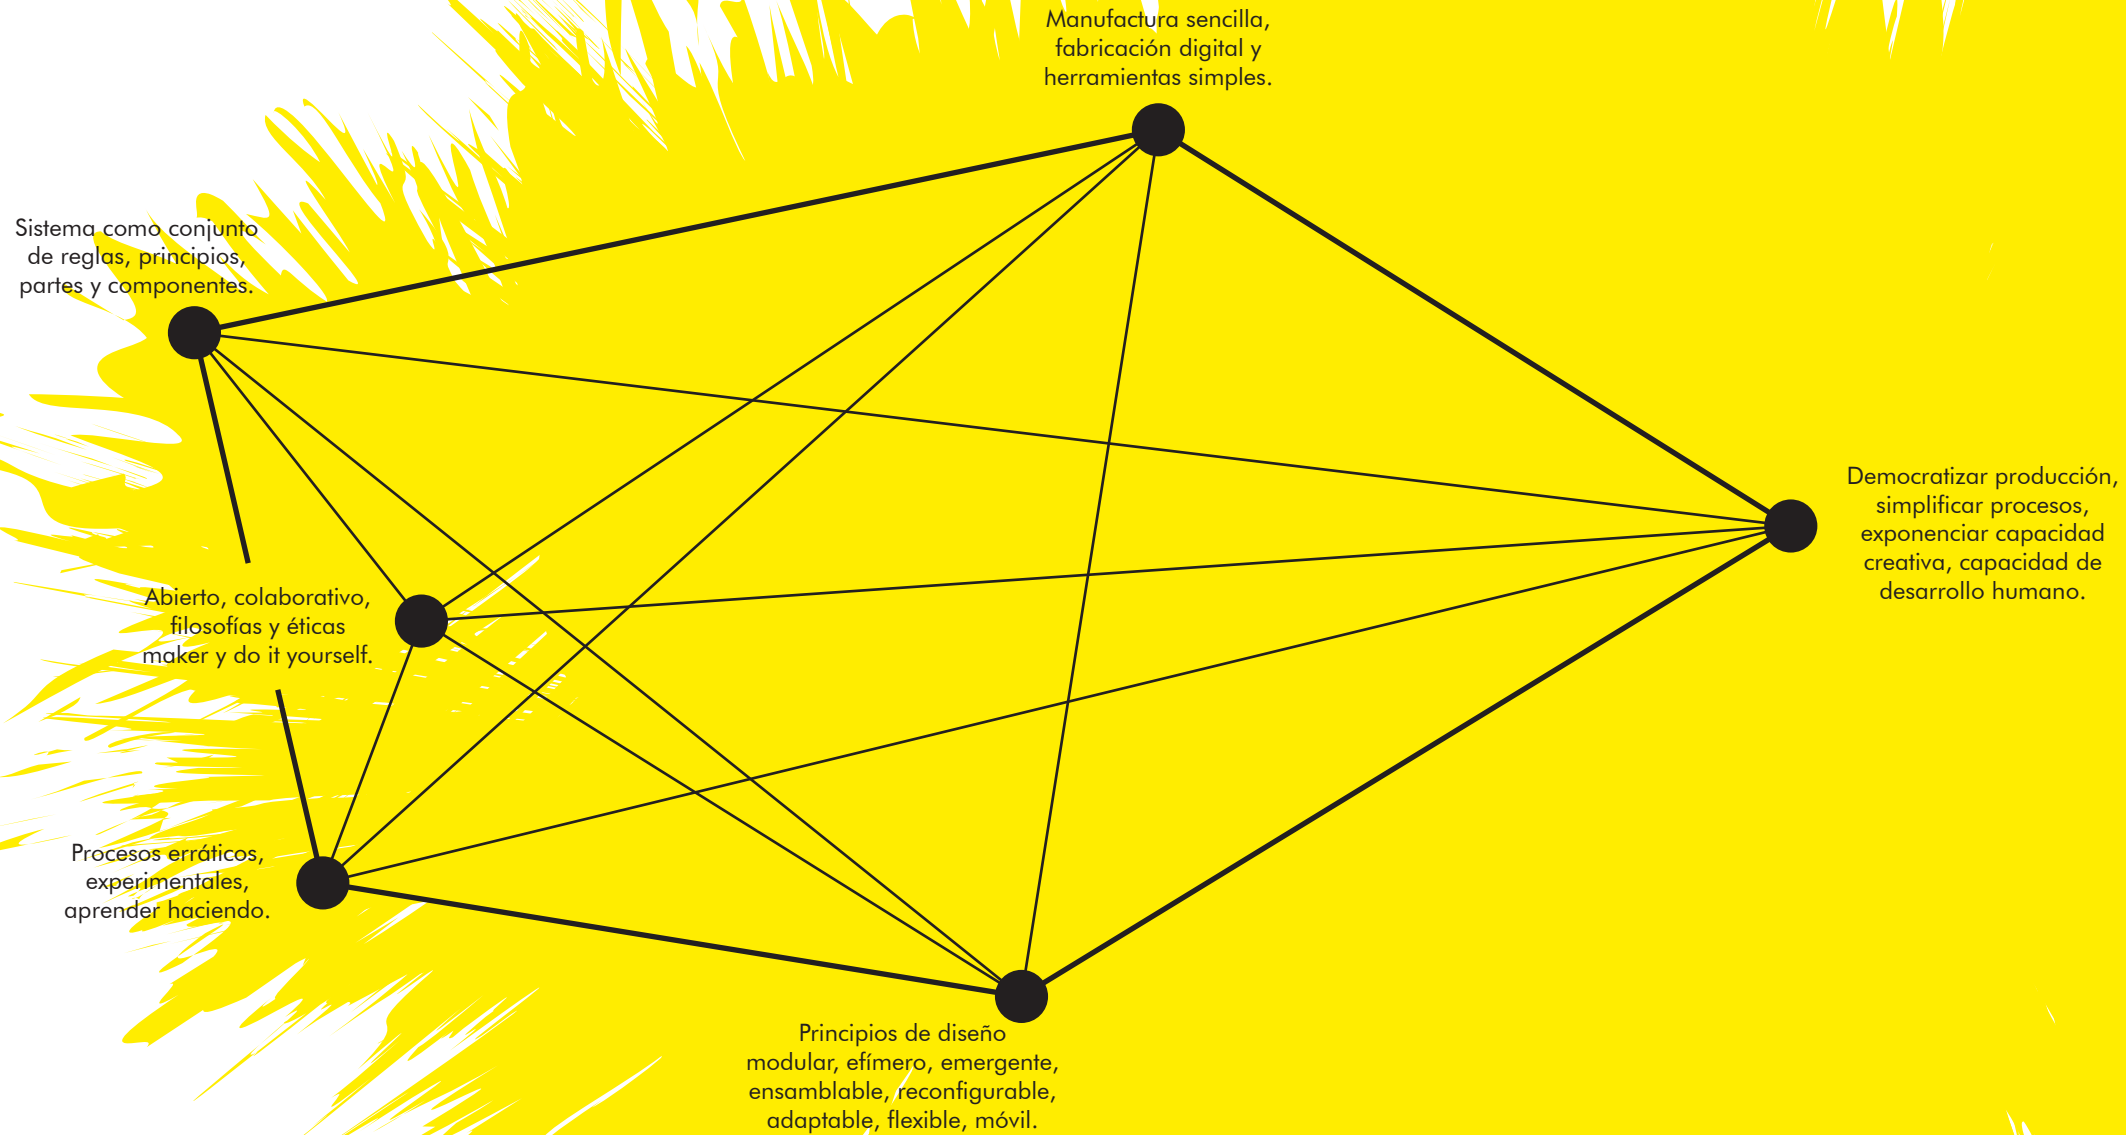 Manufactura sencilla,
fabricación digital y
herramientas simples.
Sistema como conjunto
de reglas, principios,
partes y componentes.
Democratizar producción,
simplificar procesos,
exponenciar capacidad
creativa, capacidad de
desarrollo humano.
Abierto, colaborativo,
filosofías y éticas
maker y do it yourself.
Procesos erráticos,
experimentales,
aprender haciendo.
Principios de diseño
modular, efímero, emergente,
ensamblable, reconfigurable,
adaptable, flexible, móvil.